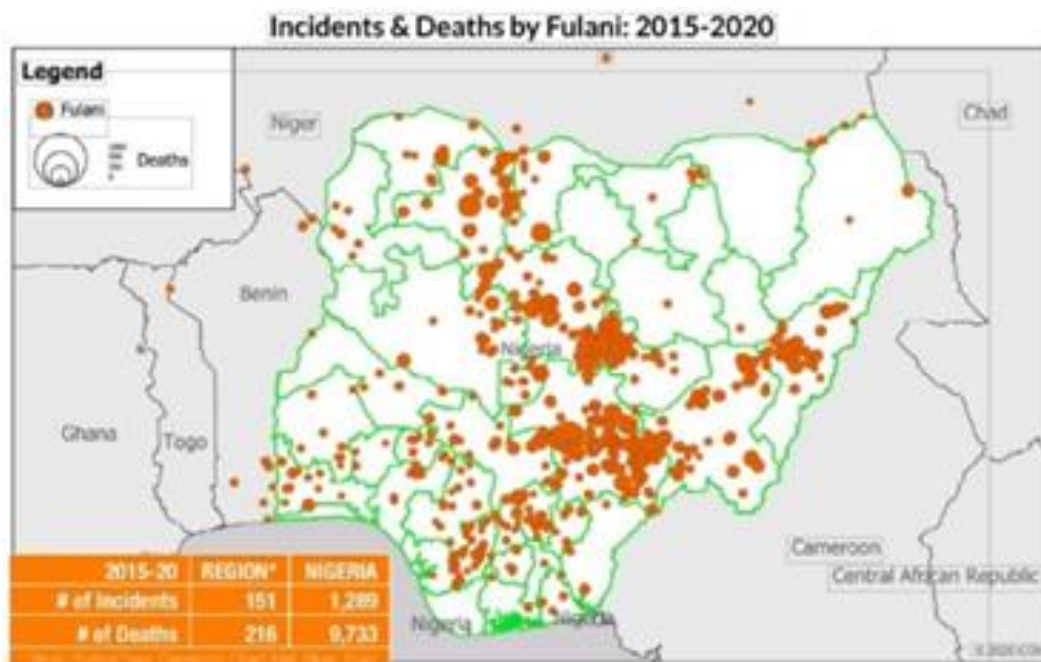 Incidents & Deaths by Fulani: 2015-2020
Legend
Fulani
Deaths
Niger
Chad
Benin
Nigeria
Ghana
Togo
Cameroon
Central African Republic
Nigeria
Nigeria
2015-20 REGION* NIGERIA
# of Incidents 151 1,289
# of Deaths 216 9,733